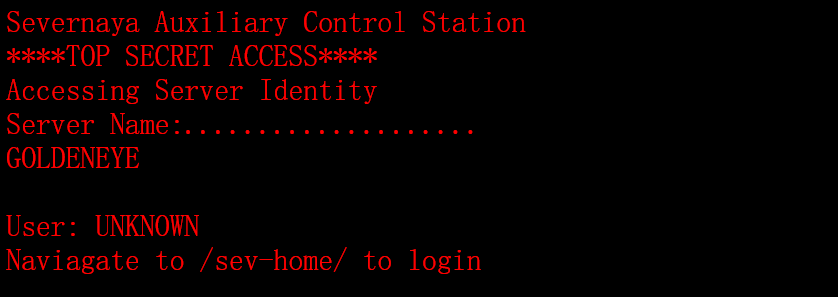 Severnaya Auxiliary Control Station
****TOP SECRET ACCESS****
Accessing Server Identity
Server Name:....................
GOLDENEYE
User: UNKNOWN
Naviagate to /sev-home/ to login